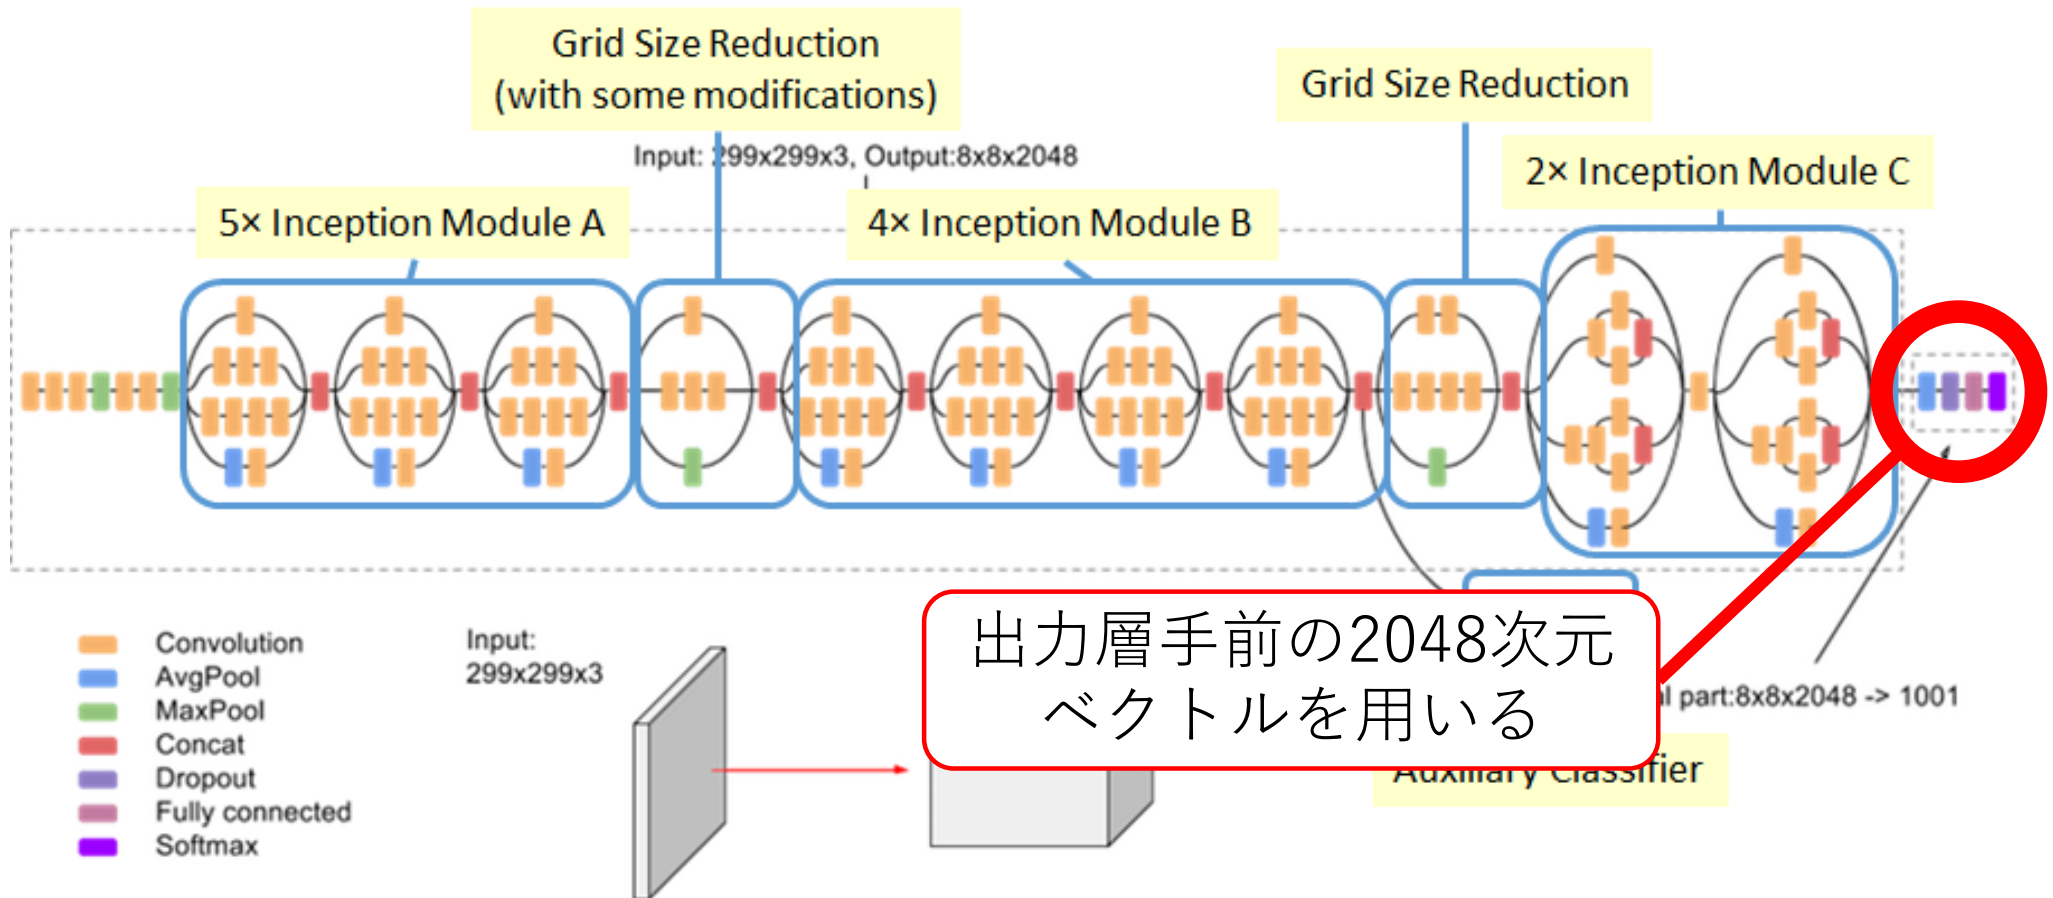 Grid Size Reduction
(with some modifications)
Grid Size Reduction
Input: 299x299x3, Output:8x8x2048
2× Inception Module C
5× Inception Module A
4× Inception Module B
Convolution
AvgPool
MaxPool
Concat
Dropout
Fully connected
Softmax
Input:
299x299x3
出力層手前の2048次元
ベクトルを用いる
part:8x8x2048 -> 1001
Auxiliary Classifier